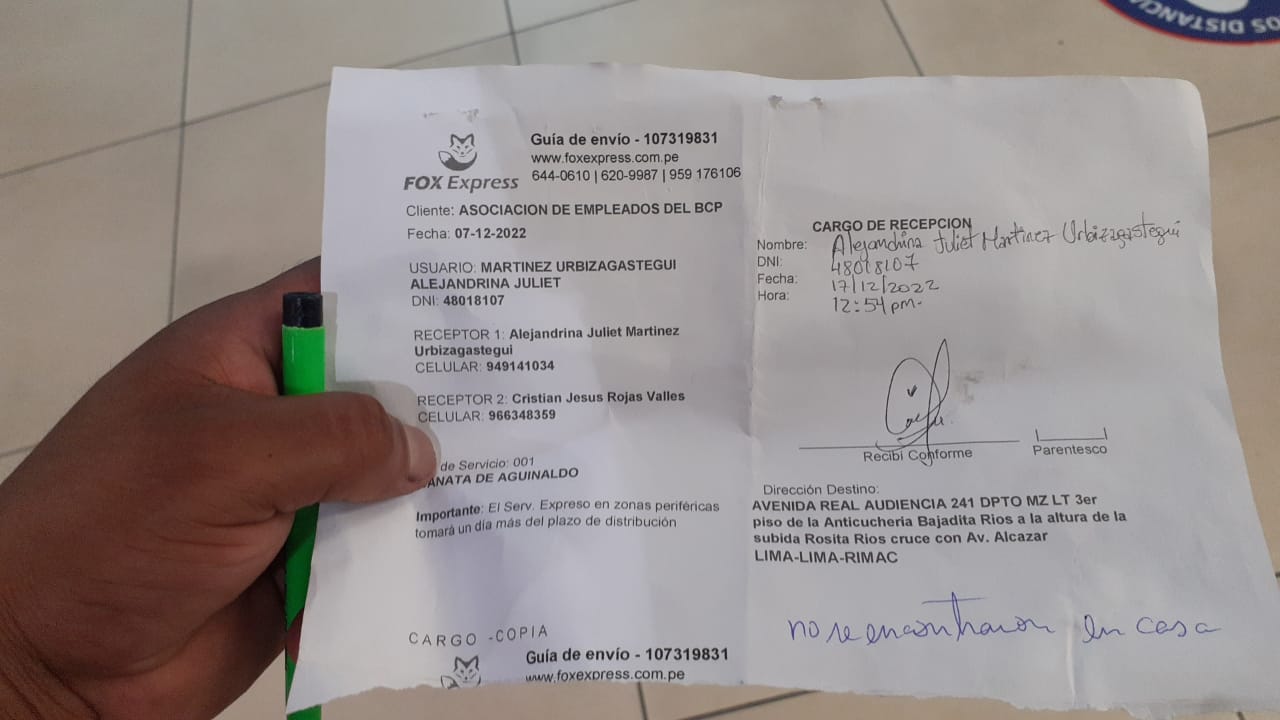 OS DISTANCIA
FOX Express
Guía de envío - 107319831
www.foxexpress.com.pe
644-0610 | 620-9987 | 959 176106
Cliente: ASOCIACION DE EMPLEADOS DEL BCP
Fecha: 07-12-2022
USUARIO: MARTINEZ URBIZAGASTEGUI
ALEJANDRINA JULIET
DNI: 48018107
RECEPTOR 1: Alejandrina Juliet Martinez
Urbizagastegui
CELULAR: 949141034
RECEPTOR 2: Cristian Jesus Rojas Valles
CELULAR: 966348359
de Servicio: 001
ANATA DE AGUINALDO
Importante: El Serv. Expreso en zonas periféricas
tomará un día más del plazo de distribución
CARGO - COPIA
Guía de envío - 107319831
www.foxexpress.com.pe
CARGO DE RECEPCION
Nombre: Alejandrina Juliet Martinez Urbizagastegui
DNI: 48018107
Fecha: 17/12/2022
Hora: 12:54 pm.
Recibí Conforme
Parentesco
Dirección Destino:
AVENIDA REAL AUDIENCIA 241 DPTO MZ LT 3er
piso de la Anticucheria Bajadita Rios a la altura de la
subida Rosita Rios cruce con Av. Alcazar
LIMA-LIMA-RIMAC
no se encontraron en casa